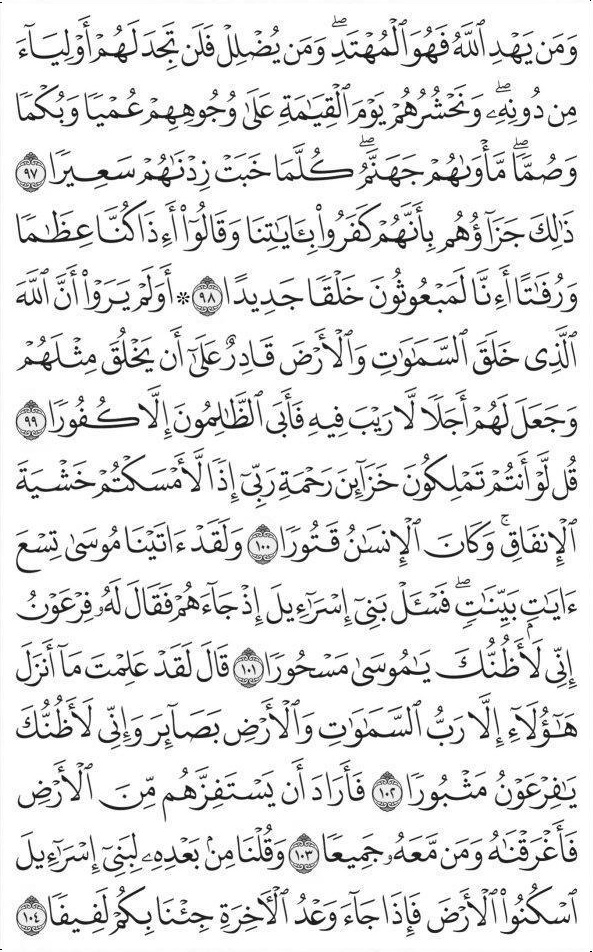 وَمَن يَهْدِ ٱللَّهُ فَهُوَ ٱلْمُهْتَدِۖ وَمَن يُضْلِلْ فَلَن تَجِدَ لَهُمْ أَوْلِيَآءَ
مِن دُونِهِۦۖ وَنَحْشُرُهُمْ يَوْمَ ٱلْقِيَٰمَةِ عَلَىٰ وُجُوهِهِمْ عُمْيًا وَبُكْمًا
وَصُمًّاۖ مَّأْوَىٰهُمْ جَهَنَّمُۖ كُلَّمَا خَبَتْ زِدْنَٰهُمْ سَعِيرًا ٩٧
ذَٰلِكَ جَزَآؤُهُم بِأَنَّهُمْ كَفَرُوا۟ بِـَٔايَٰتِنَا وَقَالُوٓا۟ أَءِذَا كُنَّا عِظَٰمًا
وَرُفَٰتًا أَءِنَّا لَمَبْعُوثُونَ خَلْقًا جَدِيدًا ٩٨ ۞ أَوَلَمْ يَرَوْا۟ أَنَّ ٱللَّهَ
ٱلَّذِى خَلَقَ ٱلسَّمَٰوَٰتِ وَٱلْأَرْضَ قَادِرٌ عَلَىٰٓ أَن يَخْلُقَ مِثْلَهُمْ
وَجَعَلَ لَهُمْ أَجَلًا لَّا رَيْبَ فِيهِ فَأَبَى ٱلظَّٰلِمُونَ إِلَّا كُفُورًا ٩٩
قُل لَّوْ أَنتُمْ تَمْلِكُونَ خَزَآئِنَ رَحْمَةِ رَبِّىٓ إِذًا لَّأَمْسَكْتُمْ خَشْيَةَ
ٱلْإِنفَاقِۚ وَكَانَ ٱلْإِنسَٰنُ قَتُورًا ١٠٠ وَلَقَدْ ءَاتَيْنَا مُوسَىٰ تِسْعَ
ءَايَٰتٍۭ بَيِّنَٰتٍۖ فَسْـَٔلْ بَنِىٓ إِسْرَٰٓءِيلَ إِذْ جَآءَهُمْ فَقَالَ لَهُۥ فِرْعَوْنُ
إِنِّى لَأَظُنُّكَ يَٰمُوسَىٰ مَسْحُورًا ١٠١ قَالَ لَقَدْ عَلِمْتَ مَآ أَنزَلَ
هَٰٓؤُلَآءِ إِلَّا رَبُّ ٱلسَّمَٰوَٰتِ وَٱلْأَرْضِ بَصَآئِرَ وَإِنِّى لَأَظُنُّكَ
يَٰفِرْعَوْنُ مَثْبُورًا ١٠٢ فَأَرَادَ أَن يَسْتَفِزَّهُم مِّنَ ٱلْأَرْضِ
فَأَغْرَقْنَٰهُ وَمَن مَّعَهُۥ جَمِيعًا ١٠٣ وَقُلْنَا مِنۢ بَعْدِهِۦ لِبَنِىٓ إِسْرَٰٓءِيلَ
ٱسْكُنُوا۟ ٱلْأَرْضَ فَإِذَا جَآءَ وَعْدُ ٱلْـَٔاخِرَةِ جِئْنَا بِكُمْ لَفِيفًا ١٠٤